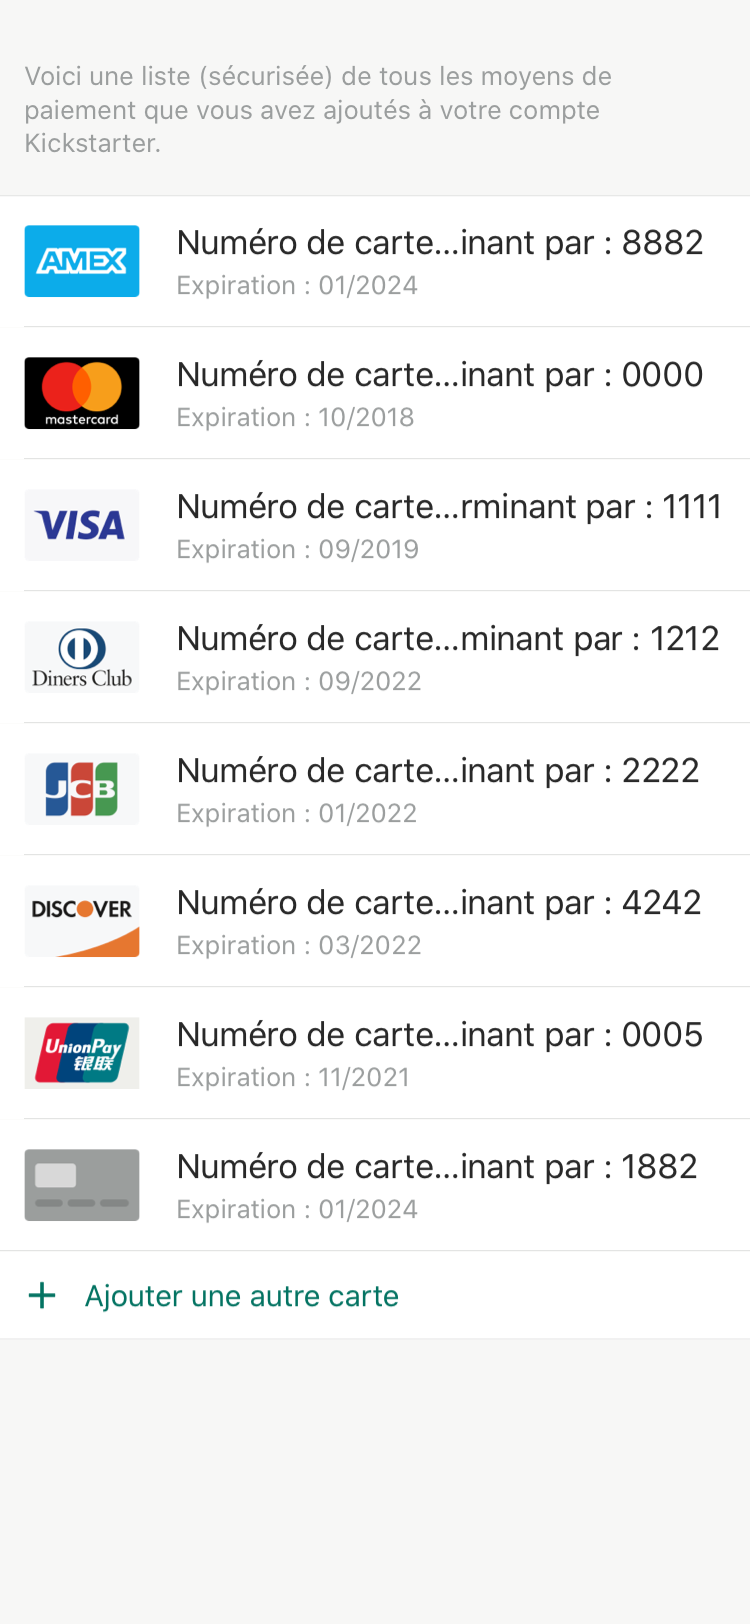 Voici une liste (sécurisée) de tous les moyens de
paiement que vous avez ajoutés à votre compte
Kickstarter.
AMEX
Numéro de carte...inant par : 8882
Expiration : 01/2024
mastercard
Numéro de carte...inant par : 0000
Expiration : 10/2018
VISA
Numéro de carte...rminant par : 1111
Expiration : 09/2019
Diners Club
Numéro de carte...minant par : 1212
Expiration : 09/2022
JCB
Numéro de carte...inant par : 2222
Expiration : 01/2022
DISCOVER
Numéro de carte...inant par : 4242
Expiration : 03/2022
UnionPay
银联
Numéro de carte...inant par : 0005
Expiration : 11/2021
Numéro de carte...inant par : 1882
Expiration : 01/2024
+ Ajouter une autre carte